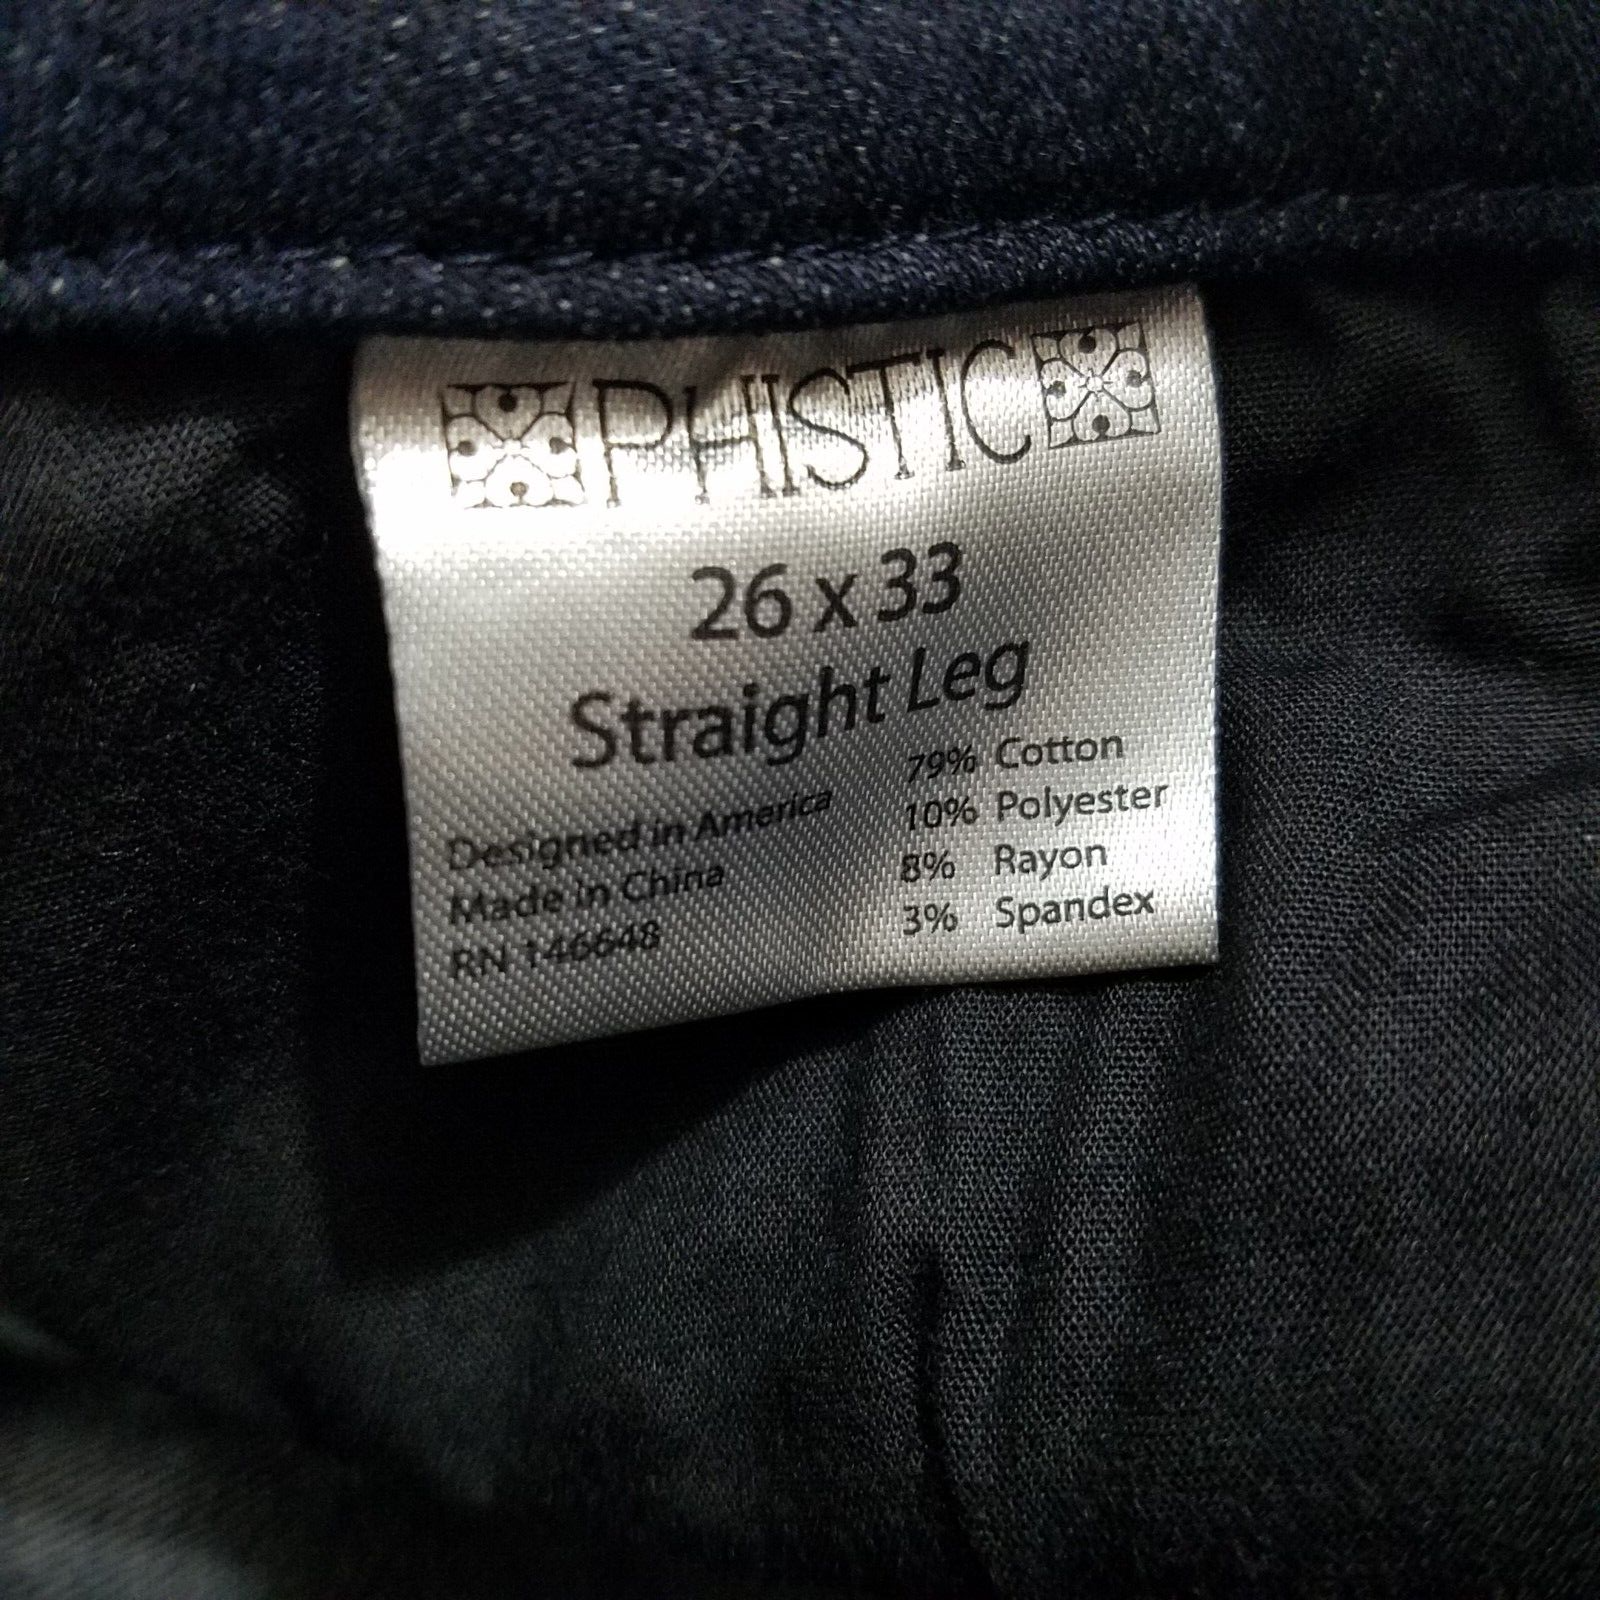 PHISTIC
26 x 33
Straight Leg
Designed in America
Made in China
RN 146648
79% Cotton
10% Polyester
8% Rayon
3% Spandex